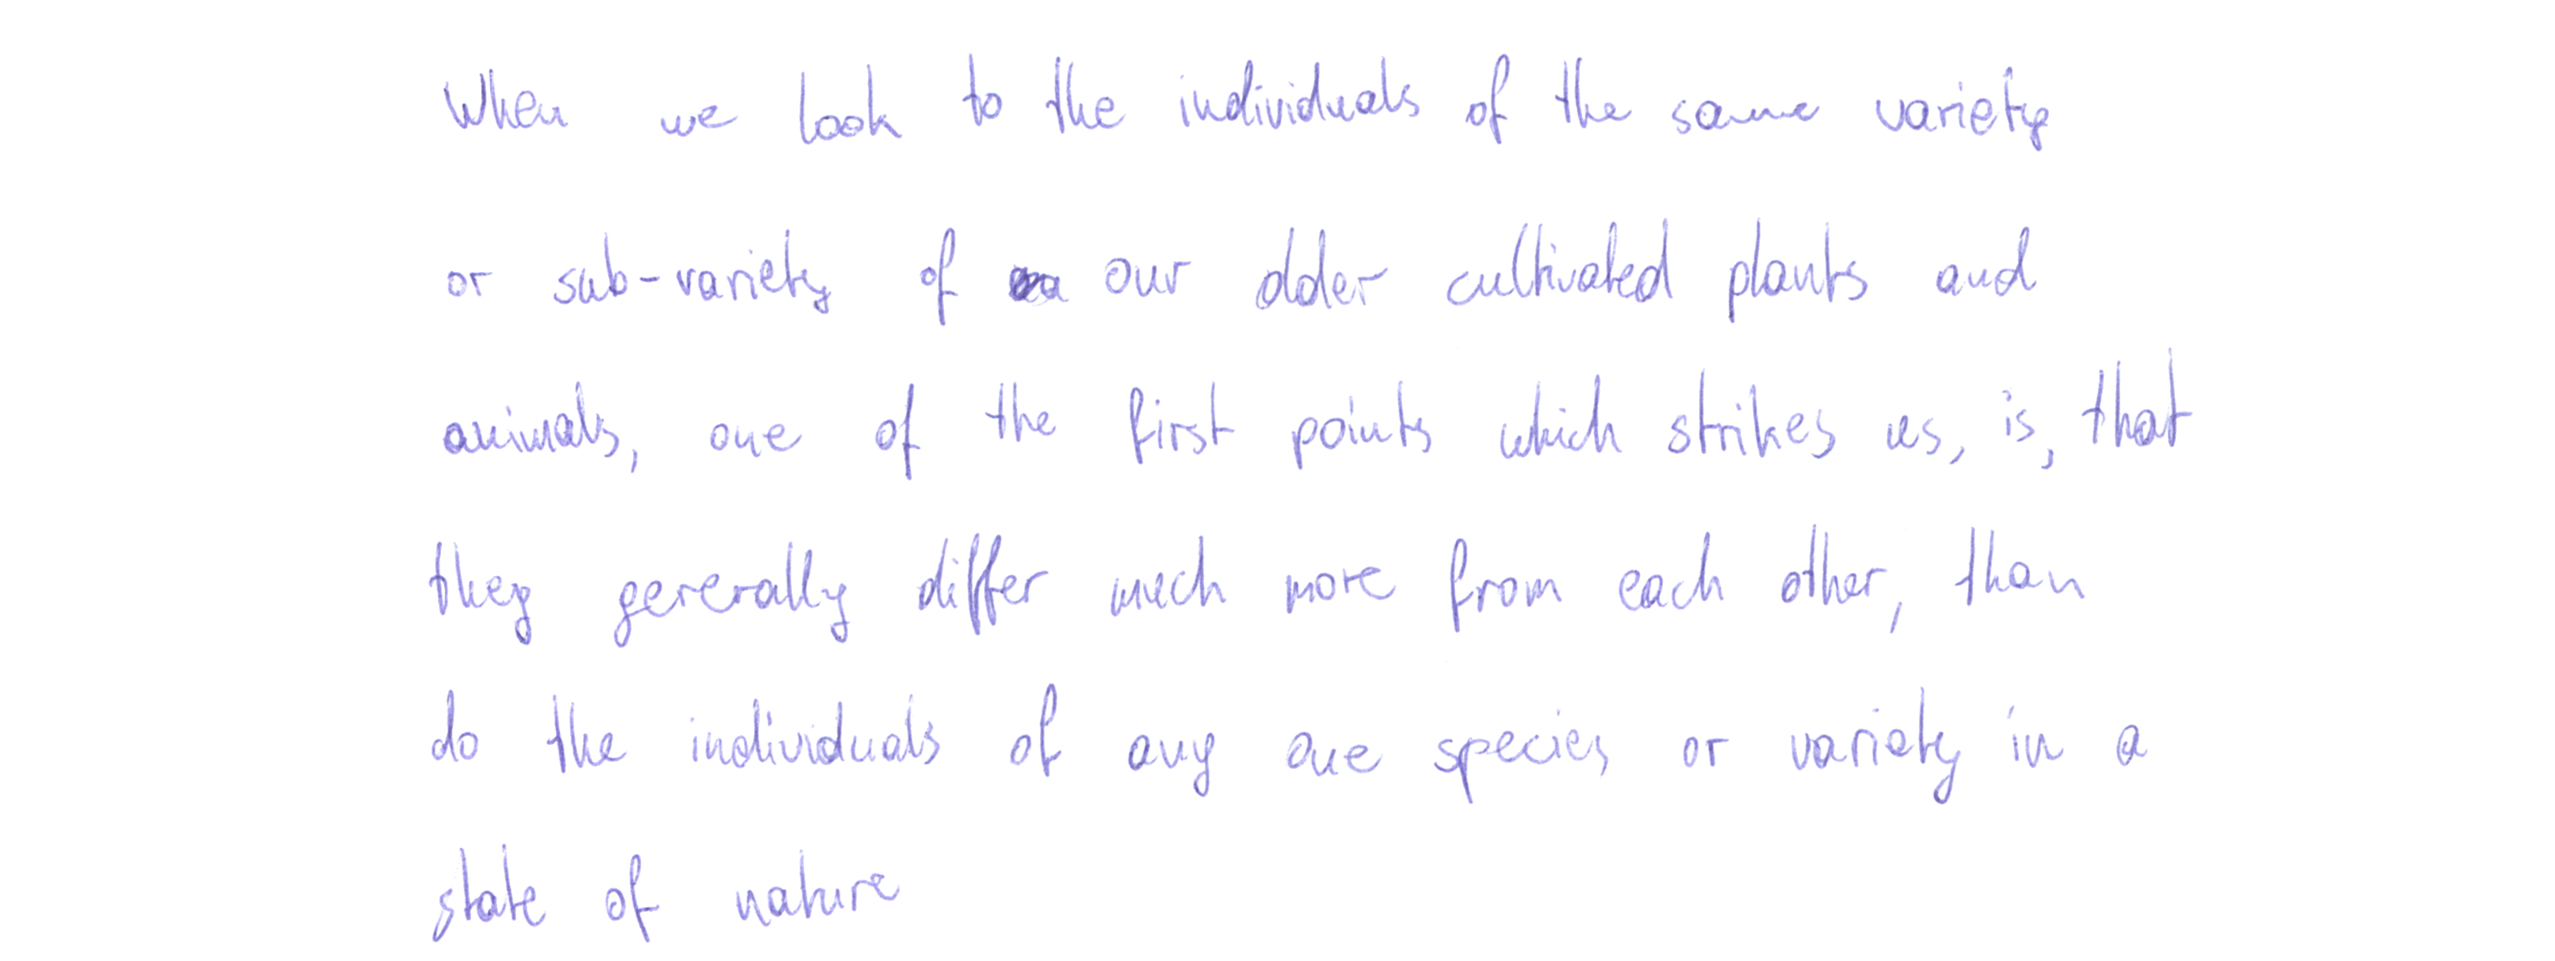 When we look to the individuals of the same variety
or sub-variety of our older cultivated plants and
animals, one of the first points which strikes us, is, that
they gererally differ much more from each other, than
do the individuals of any one species or variety in a
state of nature